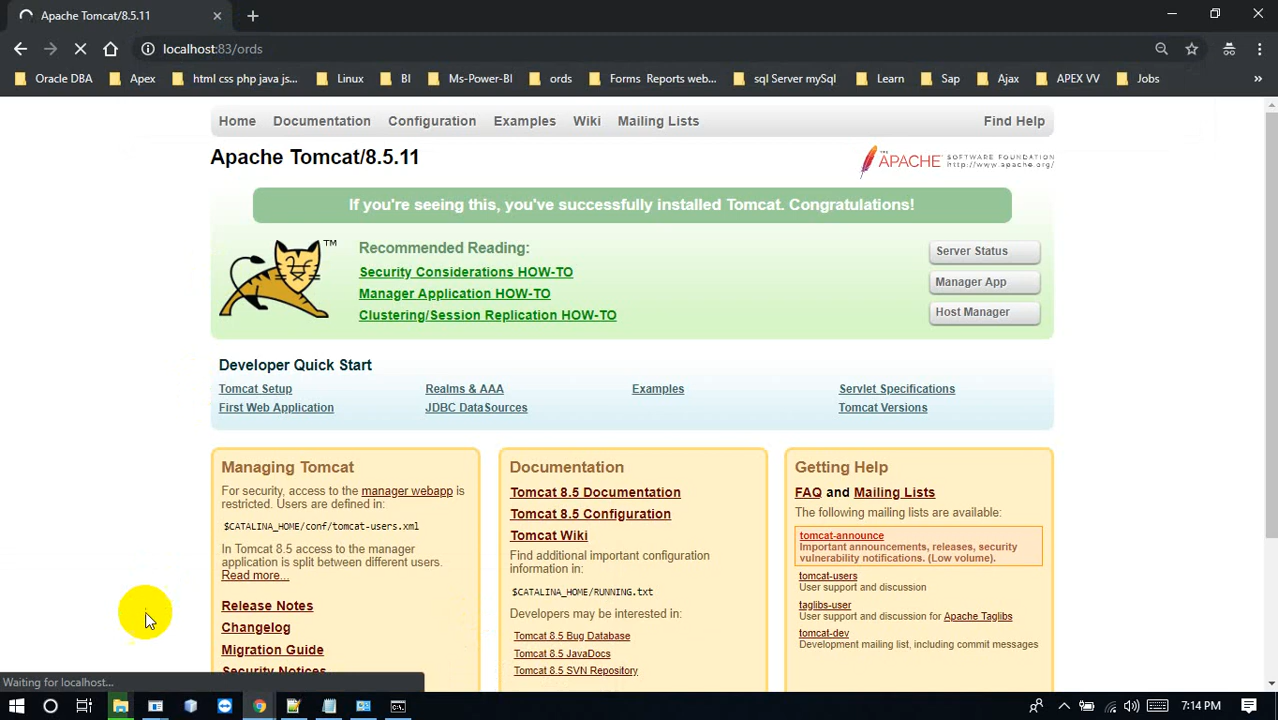 Apache Tomcat/8.5.11
localhost:83/ords
Oracle DBA
Apex
html css php java js...
Linux
BI
Ms-Power-BI
ords
Forms Reports web...
sql Server mySql
Learn
Sap
Ajax
APEX VV
Jobs
»
Home
Documentation
Configuration
Examples
Wiki
Mailing Lists
Find Help
Apache Tomcat/8.5.11
THE
APACHE
SOFTWARE FOUNDATION
http://www.apache.org/
If you're seeing this, you've successfully installed Tomcat. Congratulations!
TM
Recommended Reading:
Security Considerations HOW-TO
Manager Application HOW-TO
Clustering/Session Replication HOW-TO
Server Status
Manager App
Host Manager
Developer Quick Start
Tomcat Setup
First Web Application
Realms & AAA
JDBC DataSources
Examples
Servlet Specifications
Tomcat Versions
Managing Tomcat
For security, access to the manager webapp is
restricted. Users are defined in:
$CATALINA_HOME/conf/tomcat-users.xml
In Tomcat 8.5 access to the manager
application is split between different users.
Read more...
Release Notes
Changelog
Migration Guide
Security Notices
Documentation
Tomcat 8.5 Documentation
Tomcat 8.5 Configuration
Tomcat Wiki
Find additional important configuration
information in:
$CATALINA_HOME/RUNNING.txt
Developers may be interested in:
Tomcat 8.5 Bug Database
Tomcat 8.5 JavaDocs
Tomcat 8.5 SVN Repository
Getting Help
FAQ and Mailing Lists
The following mailing lists are available:
tomcat-announce
Important announcements, releases, security
vulnerability notifications. (Low volume).
tomcat-users
User support and discussion
taglibs-user
User support and discussion for Apache Taglibs
tomcat-dev
Development mailing list, including commit messages
Waiting for localhost...
7:14 PM